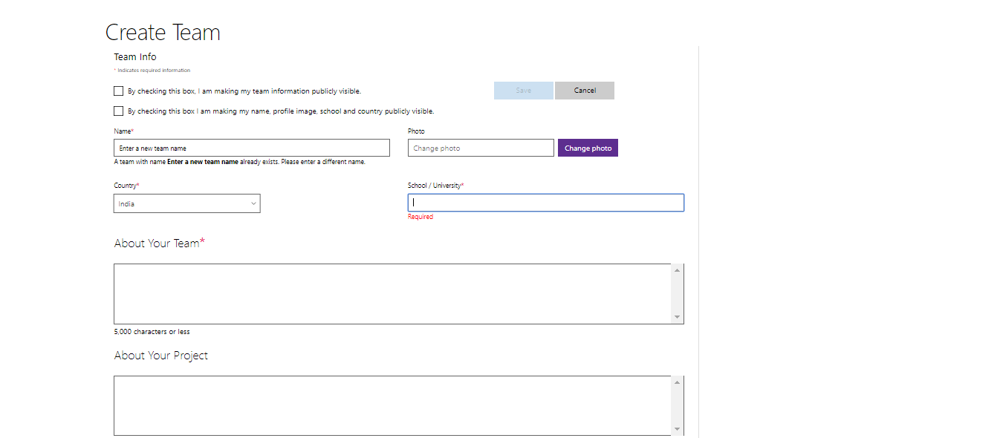 Create Team
Team Info
* Indicates required information
By checking this box, I am making my team information publicly visible.
Save Cancel
By checking this box I am making my name, profile image, school and country publicly visible.
Name* Photo
Enter a new team name Change photo Change photo
A team with name Enter a new team name already exists. Please enter a different name.
Country* School / University*
India
Required
About Your Team*
5,000 characters or less
About Your Project